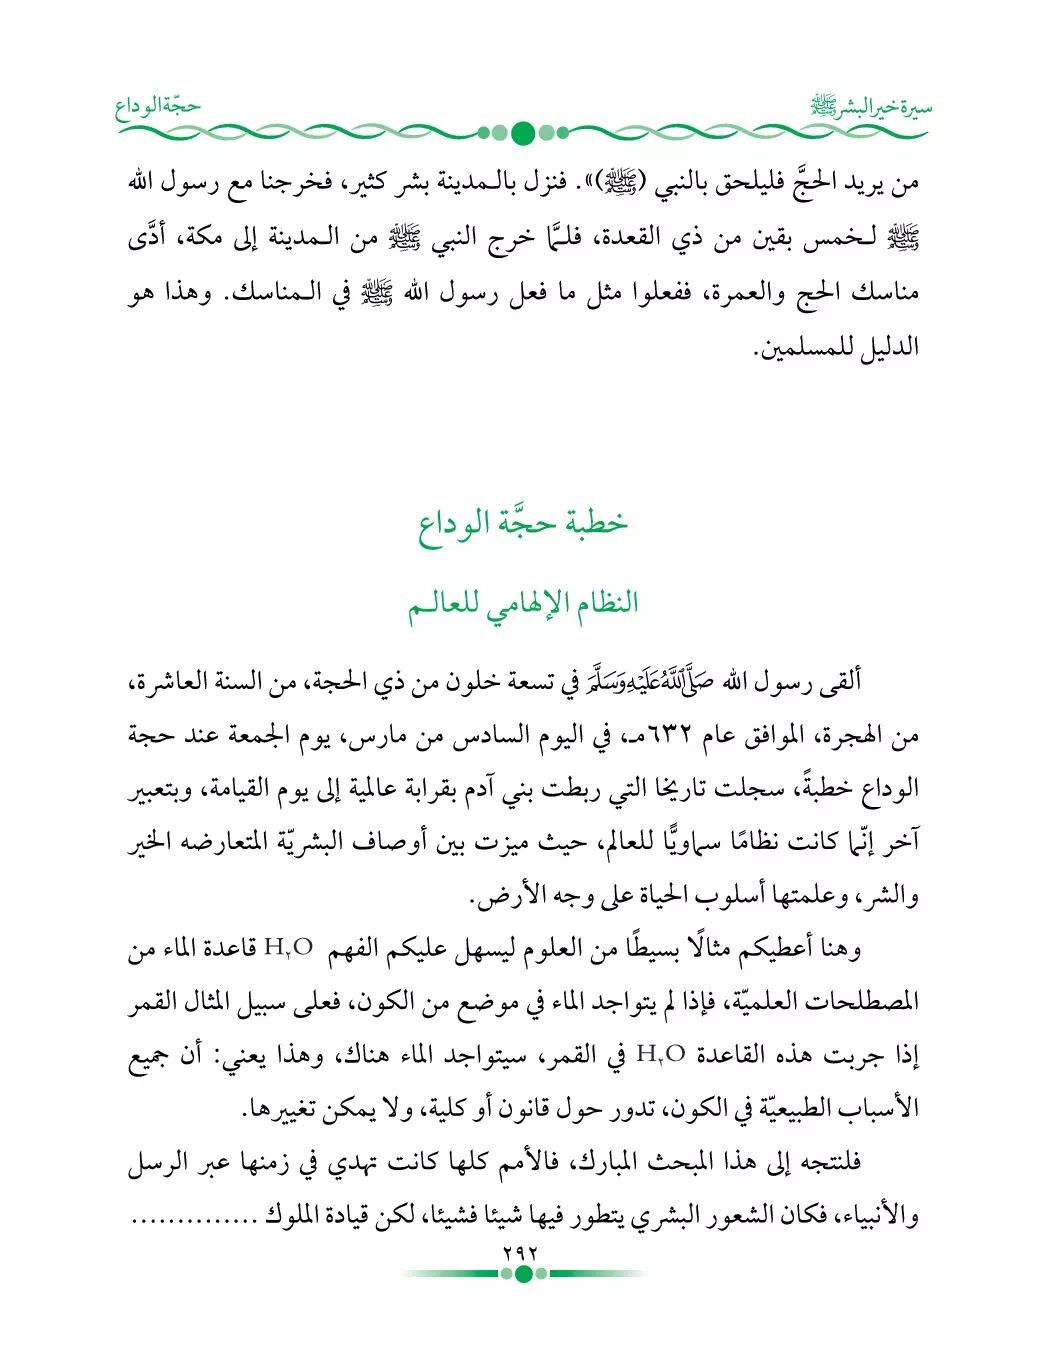 سيرة خير البشر ﷺ
حجّة الوداع
من يريد الحجَّ فليلحق بالنبي (ﷺ)». فنزل بالـمدينة بشر كثير، فخرجنا مع رسول الله
ﷺ لـخمس بقين من ذي القعدة، فلـمَّا خرج النبي ﷺ من الـمدينة إلى مكة، أدَّى
مناسك الحج والعمرة، ففعلوا مثل ما فعل رسول الله ﷺ في الـمناسك. وهذا هو
الدليل للمسلمين.
خطبة حجَّة الوداع
النظام الإلهامي للعالـم
ألقى رسول الله صَلَّى اللَّهُ عَلَيْهِ وَسَلَّمَ في تسعة خلون من ذي الحجة، من السنة العاشرة،
من الهجرة، الموافق عام ٦٣٢مـ، في اليوم السادس من مارس، يوم الجمعة عند حجة
الوداع خطبةً، سجلت تاريخا التي ربطت بني آدم بقرابة عالمية إلى يوم القيامة، وبتعبير
آخر إنّما كانت نظامًا سماويًّا للعالم، حيث ميزت بين أوصاف البشريّة المتعارضه الخير
والشر، وعلمتها أسلوب الحياة على وجه الأرض.
وهنا أعطيكم مثالًا بسيطًا من العلوم ليسهل عليكم الفهم H٢O قاعدة الماء من
المصطلحات العلميّة، فإذا لم يتواجد الماء في موضع من الكون، فعلى سبيل المثال القمر
إذا جربت هذه القاعدة H٢O في القمر، سيتواجد الماء هناك، وهذا يعني: أن جميع
الأسباب الطبيعيّة في الكون، تدور حول قانون أو كلية، ولا يمكن تغييرها.
فلنتجه إلى هذا المبحث المبارك، فالأمم كلها كانت تهدي في زمنها عبر الرسل
والأنبياء، فكان الشعور البشري يتطور فيها شيئا فشيئا، لكن قيادة الملوك ..............
٢٩٢